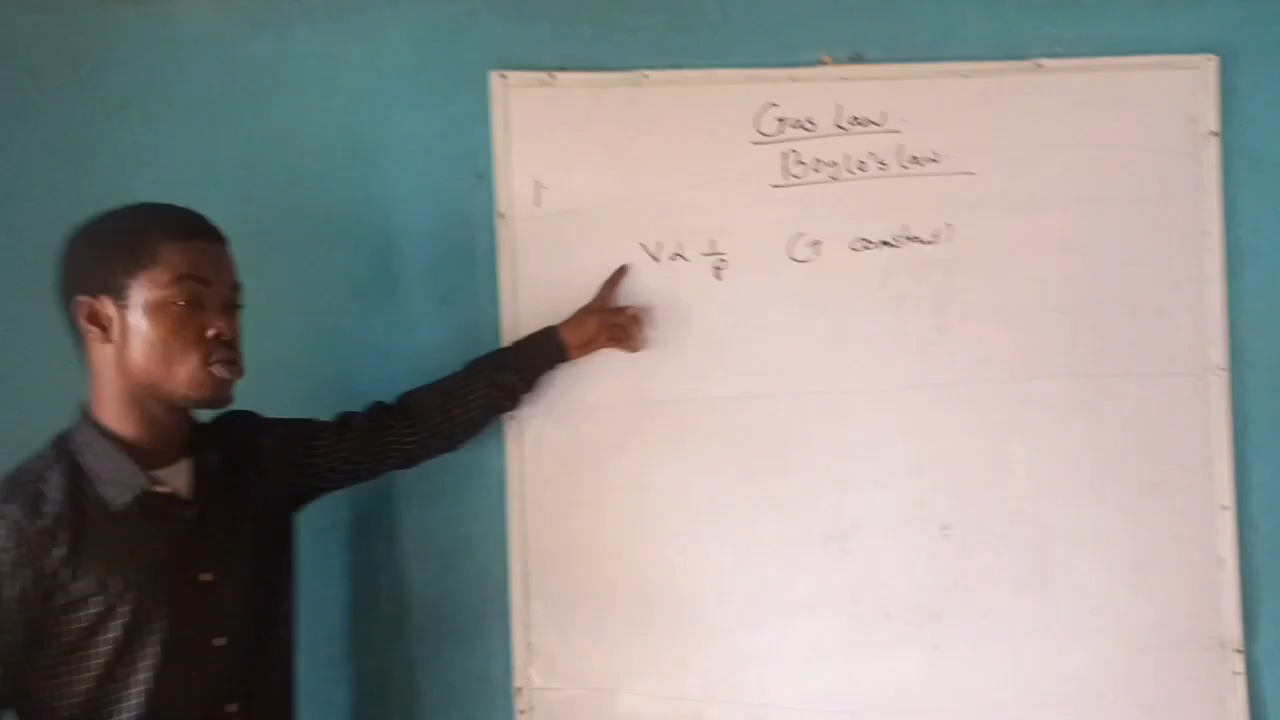 Gas Law
Boyle's Law
V ∝ 1/P (T constant)